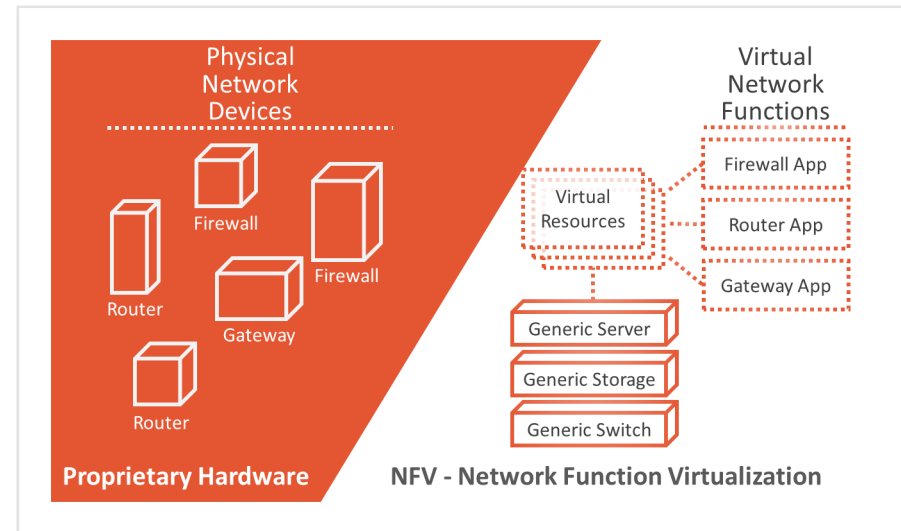 Physical
Network
Devices
Firewall
Firewall
Router
Gateway
Router
Proprietary Hardware
Virtual
Network
Functions
Virtual
Resources
Firewall App
Router App
Gateway App
Generic Server
Generic Storage
Generic Switch
NFV - Network Function Virtualization